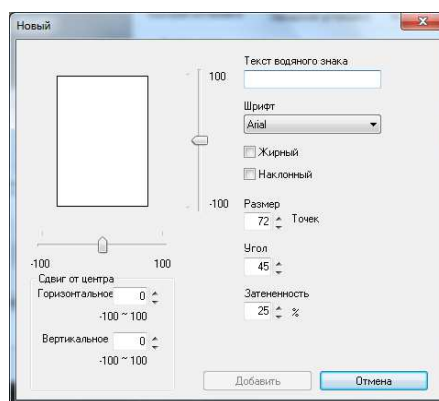 Новый
Текст водяного знака
100
Шрифт
Arial
Жирный
Наклонный
-100
Размер
72 Точек
Угол
45
-100 100
Сдвиг от центра
Горизонтальное 0
-100 ~ 100
Затененность
25 %
Вертикальное 0
-100 ~ 100
Добавить Отмена